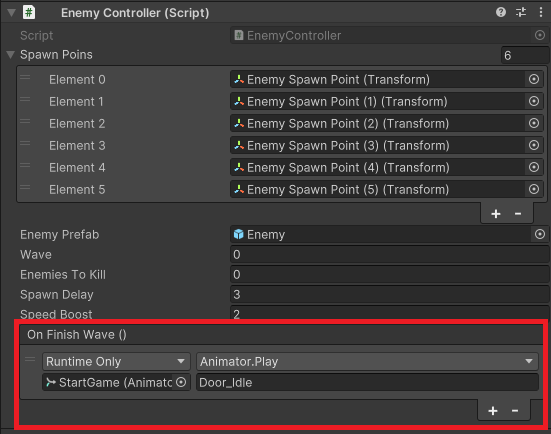 Enemy Controller (Script)
Script EnemyController
Spawn Poins 6
Element 0 Enemy Spawn Point (Transform)
Element 1 Enemy Spawn Point (1) (Transform)
Element 2 Enemy Spawn Point (2) (Transform)
Element 3 Enemy Spawn Point (3) (Transform)
Element 4 Enemy Spawn Point (4) (Transform)
Element 5 Enemy Spawn Point (5) (Transform)
+ -
Enemy Prefab Enemy
Wave 0
Enemies To Kill 0
Spawn Delay 3
Speed Boost 2
On Finish Wave ()
Runtime Only Animator.Play
StartGame (Animato Door_Idle
+ -